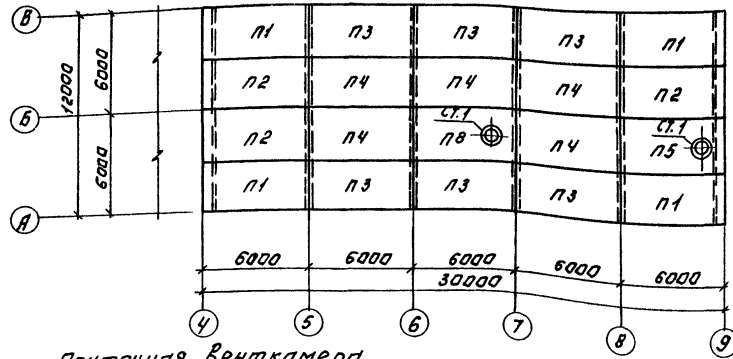 В
П1 П3 П3 П3 П1
12000
6000
П2 П4 П4 П4 П2
Б
Ст.1
Ст.1
П2 П4 П8 П4 П5
6000
П1 П3 П3 П3 П1
А
6000 6000 6000 6000 6000
30000
4 5 6 7 8 9
Приточная Венткамера